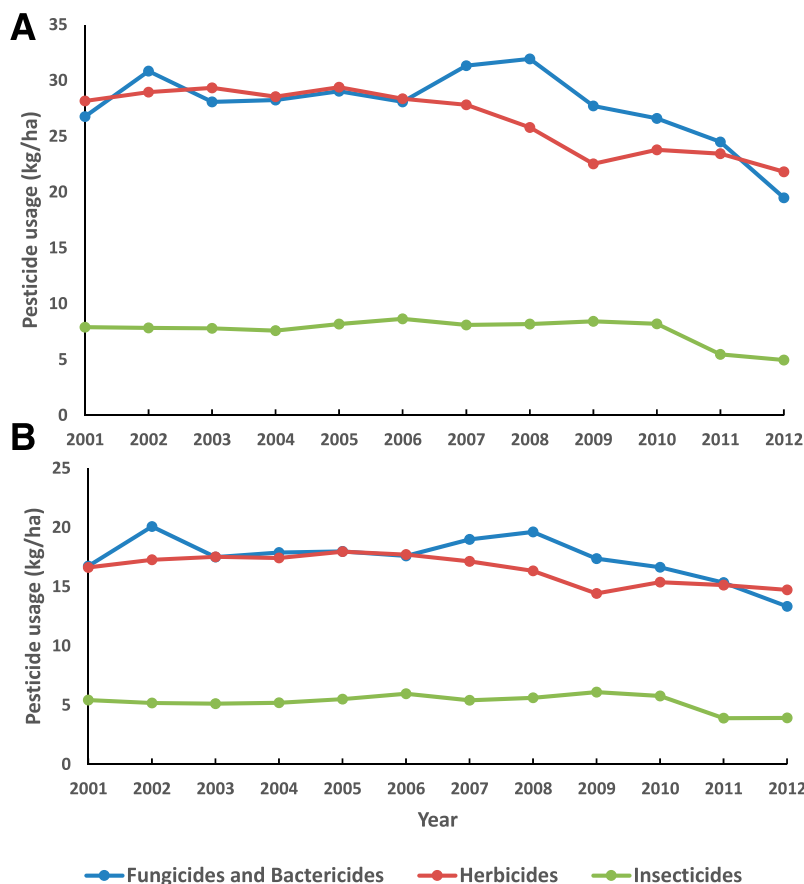 A
Pesticide usage (kg/ha)
35
30
25
20
15
10
5
0
2001 2002 2003 2004 2005 2006 2007 2008 2009 2010 2011 2012
B
Pesticide usage (kg/ha)
25
20
15
10
5
0
2001 2002 2003 2004 2005 2006 2007 2008 2009 2010 2011 2012
Year
Fungicides and Bactericides Herbicides Insecticides